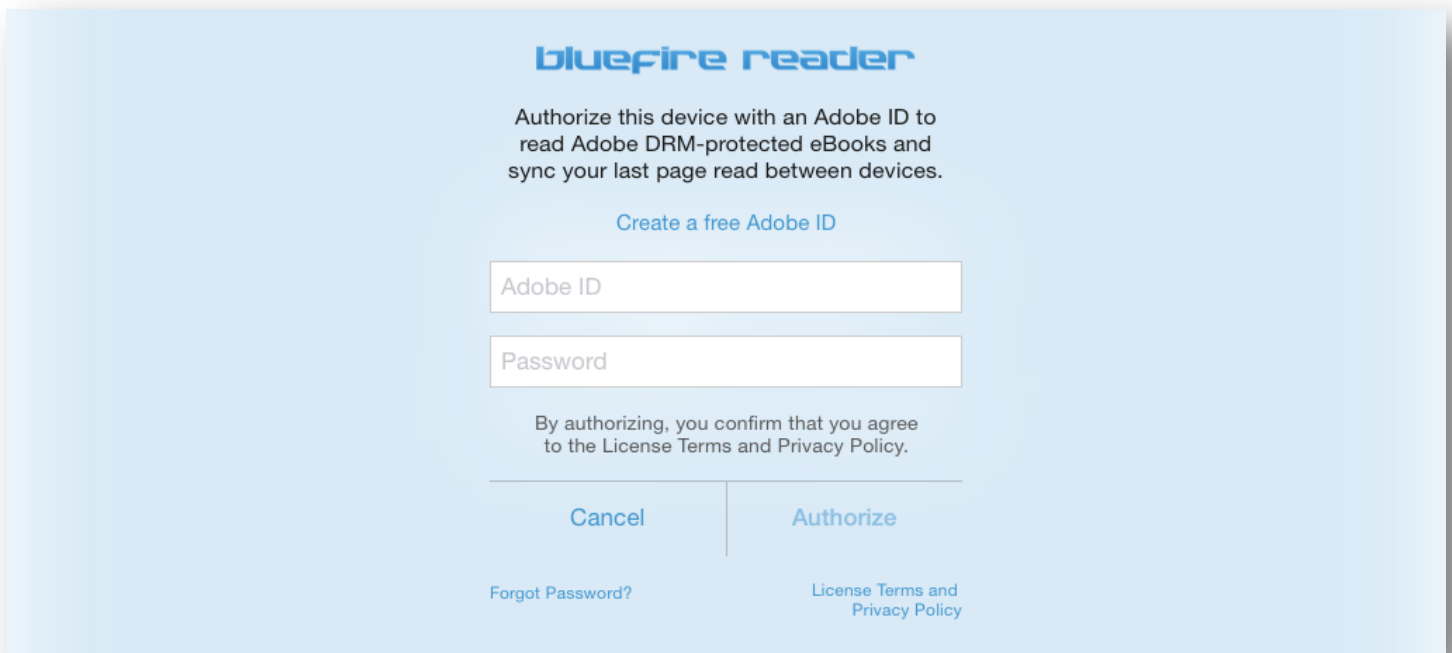 bluefire reader
Authorize this device with an Adobe ID to
read Adobe DRM-protected eBooks and
sync your last page read between devices.
Create a free Adobe ID
Adobe ID
Password
By authorizing, you confirm that you agree
to the License Terms and Privacy Policy.
Cancel
Authorize
Forgot Password?
License Terms and
Privacy Policy